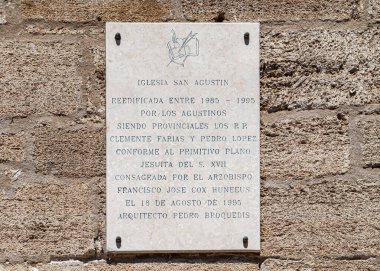 IGLESIA SAN AGUSTIN
REEDIFICADA ENTRE 1985 - 1995
POR LOS AGUSTINOS
SIENDO PROVINCIALES LOS R.P.
CLEMENTE FARIAS Y PEDRO LOPEZ
CONFORME AL PRIMITIVO PLANO
JESUITA DEL S. XVII
CONSAGRADA POR EL ARZOBISPO
FRANCISCO JOSE COX HUNEEUS
EL 18 DE AGOSTO DE 1995
ARQUITECTO PEDRO BROQUEDIS